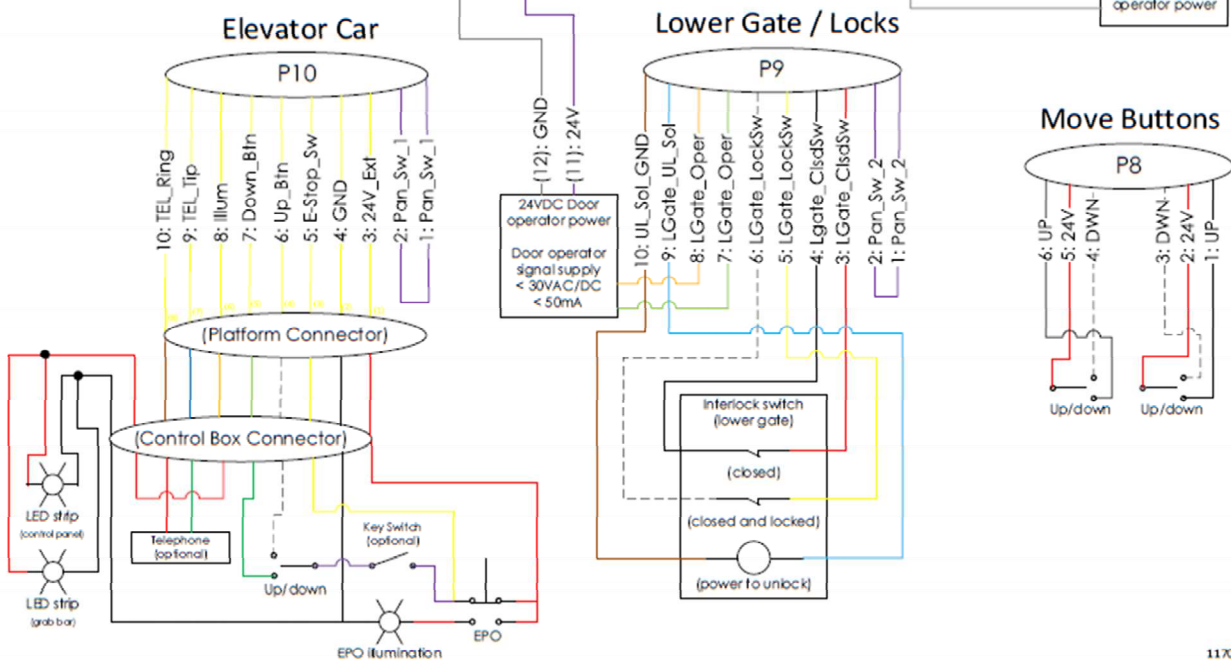 operator power
Elevator Car
Lower Gate / Locks
P10
P9
Move Buttons
P8
(12): GND
(11): 24V
10: TEL_Ring
9: TEL_Tip
8: Illum
7: Down_Btn
6: Up_Btn
5: E-Stop_Sw
4: GND
3: 24V_Ext
2: Pan_Sw_1
1: Pan_Sw_1
24VDC Door
operator power
Door operator
signal supply
< 30VAC/DC
< 50mA
10: UL_Sol_GND
9: LGate_UL_Sol
8: LGate_Oper
7: LGate_Oper
6: LGate_LockSw
5: LGate_LockSw
4: Lgate_ClsdSw
3: LGate_ClsdSw
2: Pan_Sw_2
1: Pan_Sw_2
6: UP
5: 24V
4: DWN
3: DWN
2: 24V
1: UP
(Platform Connector)
(Control Box Connector)
Up/down
Up/down
Interlock switch
(lower gate)
(closed)
(closed and locked)
(power to unlock)
LED strip
(control panel)
LED strip
(grab bar)
Telephone
(optional)
Key Switch
(optional)
Up/down
EPO
EPO illumination